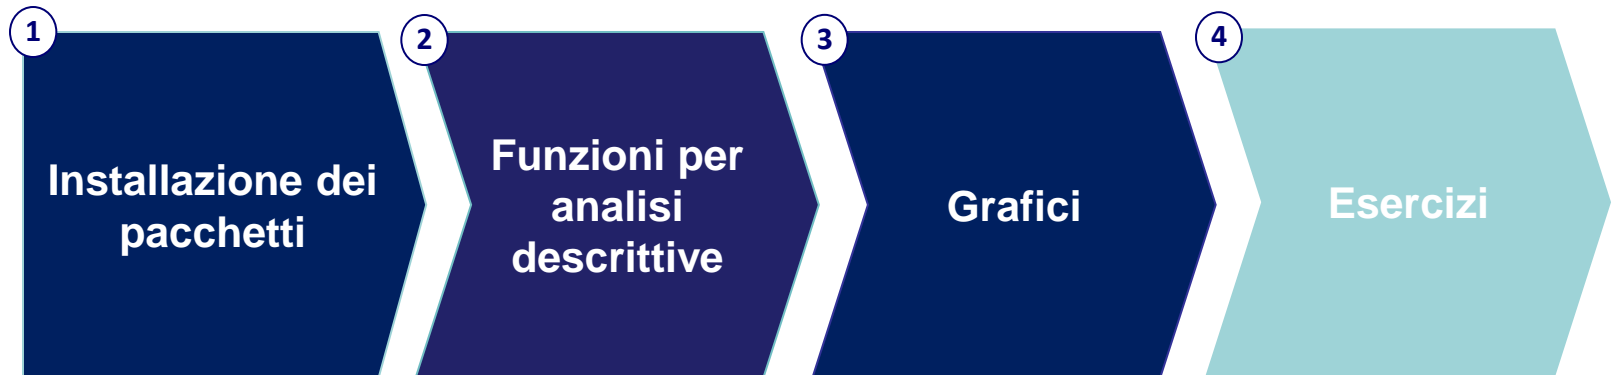 1
Installazione dei
pacchetti
2
Funzioni per
analisi
descrittive
3
Grafici
4
Esercizi